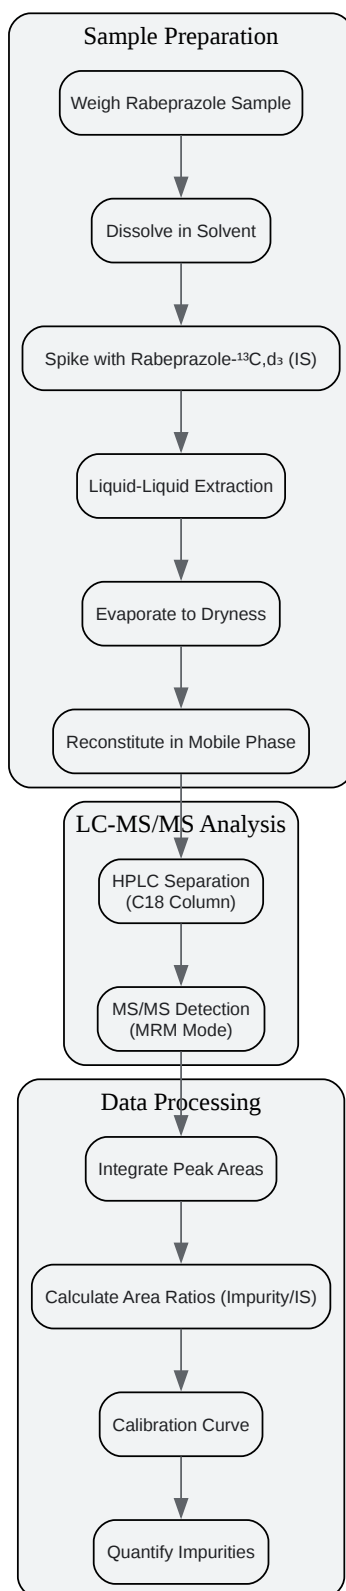 Sample Preparation
Weigh Rabeprazole Sample
Dissolve in Solvent
Spike with Rabeprazole-¹³C,d₃ (IS)
Liquid-Liquid Extraction
Evaporate to Dryness
Reconstitute in Mobile Phase
LC-MS/MS Analysis
HPLC Separation
(C18 Column)
MS/MS Detection
(MRM Mode)
Data Processing
Integrate Peak Areas
Calculate Area Ratios (Impurity/IS)
Calibration Curve
Quantify Impurities